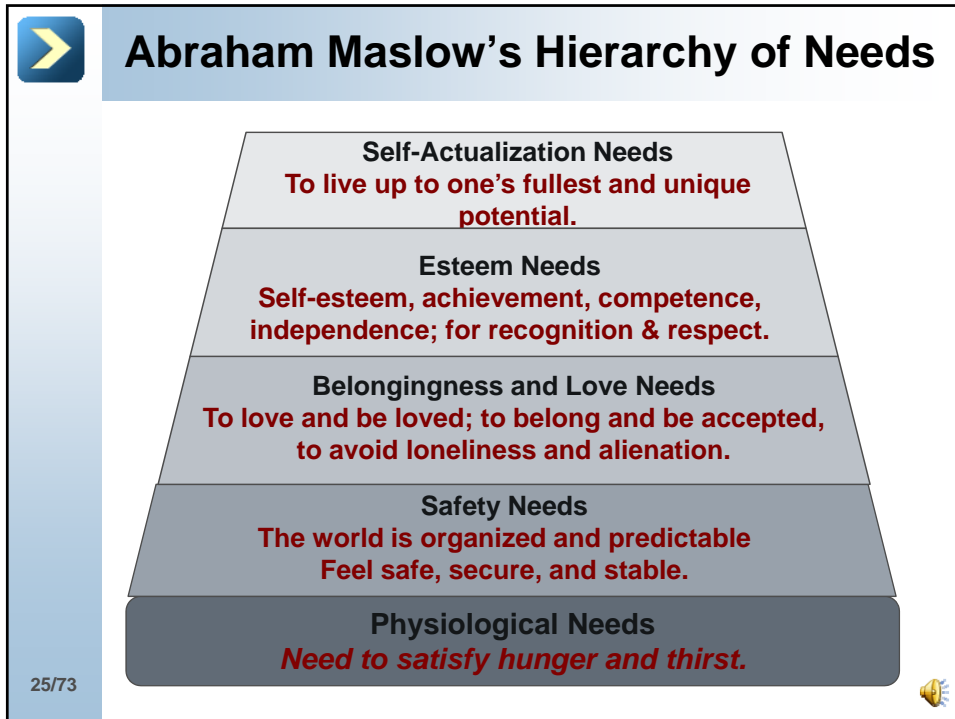 Abraham Maslow’s Hierarchy of Needs
Self-Actualization Needs
To live up to one’s fullest and unique
potential.
Esteem Needs
Self-esteem, achievement, competence,
independence; for recognition & respect.
Belongingness and Love Needs
To love and be loved; to belong and be accepted,
to avoid loneliness and alienation.
Safety Needs
The world is organized and predictable
Feel safe, secure, and stable.
Physiological Needs
Need to satisfy hunger and thirst.
25/73